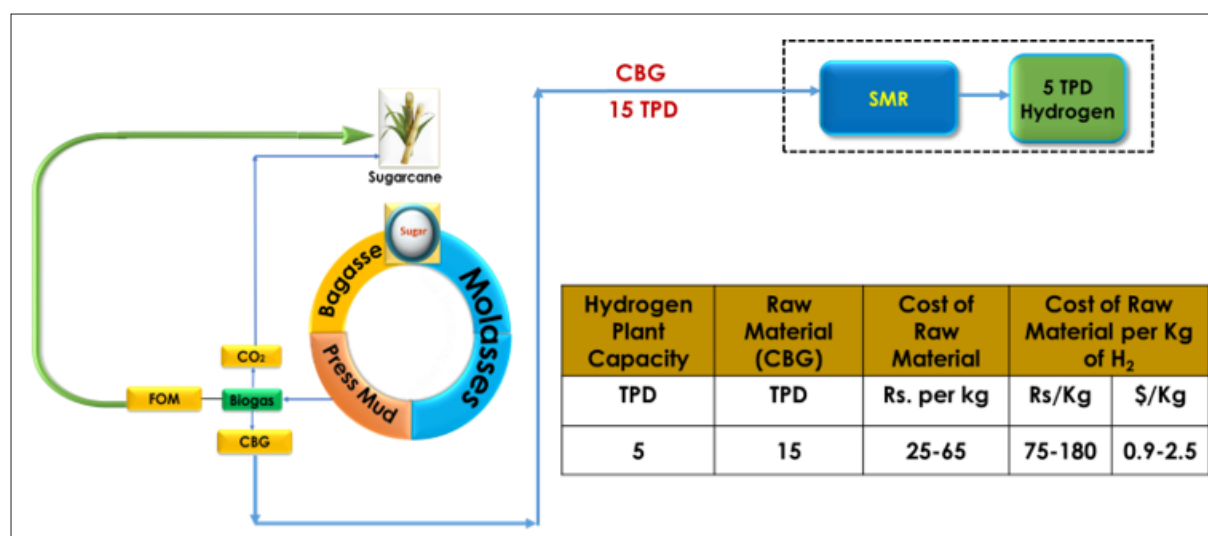 CBG
15 TPD
SMR
5 TPD
Hydrogen
Sugarcane
Sugar
Bagasse
Molasses
Press Mud
CO₂
FOM
Biogas
CBG
Hydrogen Plant Capacity
Raw Material (CBG)
Cost of Raw Material
Cost of Raw Material per Kg of H₂
TPD
TPD
Rs. per kg
Rs/Kg
$/Kg
5
15
25-65
75-180
0.9-2.5